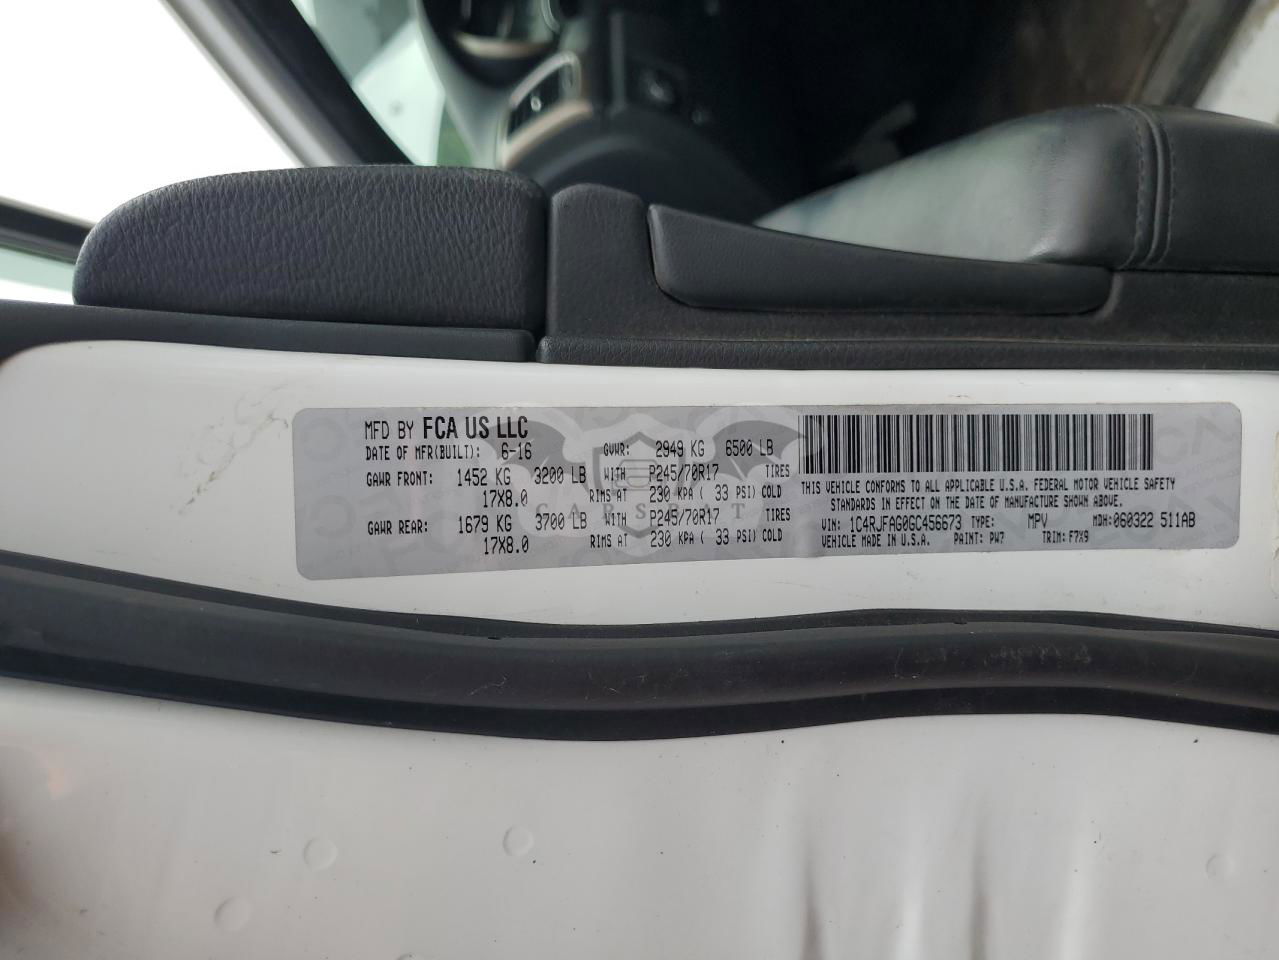 MFD BY FCA US LLC
DATE OF MFR(BUILT): 6-16 GVWR: 2949 KG 6500 LB
GAWR FRONT: 1452 KG 3200 LB WITH P245/70R17 TIRES
17X8.0 RIMS AT 230 KPA ( 33 PSI) COLD
GAWR REAR: 1679 KG 3700 LB WITH P245/70R17 TIRES
17X8.0 RIMS AT 230 KPA ( 33 PSI) COLD
THIS VEHICLE CONFORMS TO ALL APPLICABLE U.S.A. FEDERAL MOTOR VEHICLE SAFETY
STANDARDS IN EFFECT ON THE DATE OF MANUFACTURE SHOWN ABOVE.
VIN: 1C4RJFAG0GC456673 TYPE: MPV MDH:060322 511AB
VEHICLE MADE IN U.S.A. PAINT: PW7 TRIM: F7X9
CARSBAT